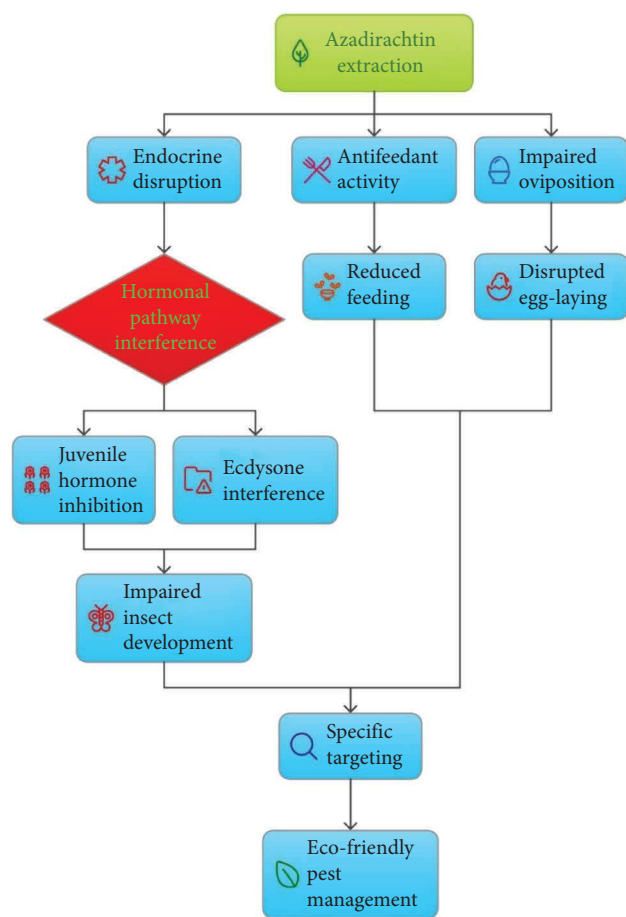 Azadirachtin
extraction
Endocrine
disruption
Antifeedant
activity
Impaired
oviposition
Hormonal
pathway
interference
Reduced
feeding
Disrupted
egg-laying
Juvenile
hormone
inhibition
Ecdysone
interference
Impaired
insect
development
Specific
targeting
Eco-friendly
pest
management